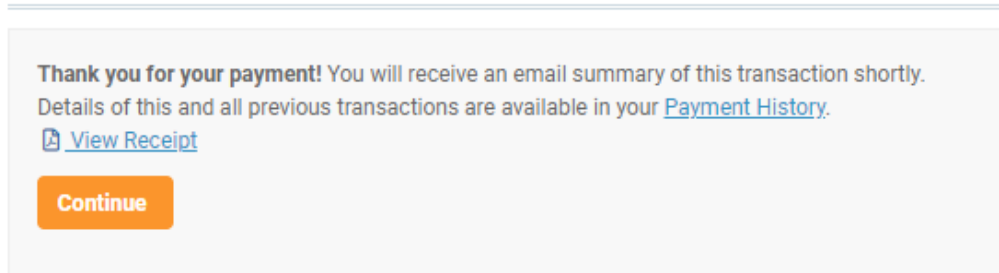 Thank you for your payment! You will receive an email summary of this transaction shortly.
Details of this and all previous transactions are available in your Payment History.
View Receipt
Continue